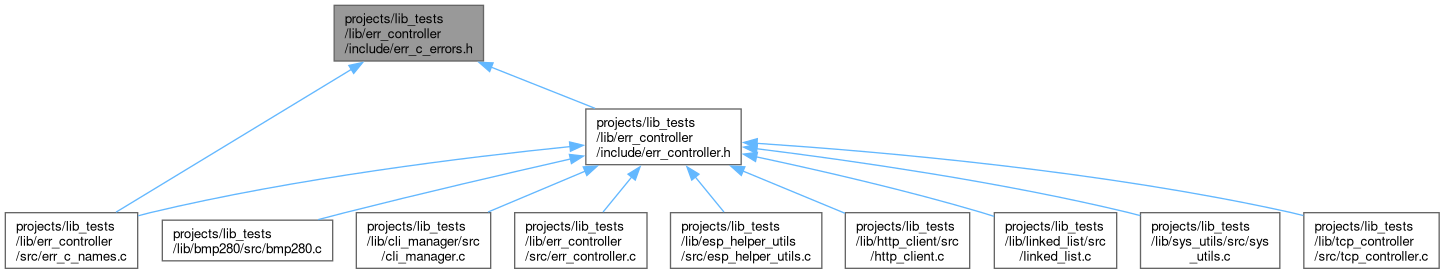 projects/lib_tests
/lib/err_controller
/include/err_c_errors.h
projects/lib_tests
/lib/err_controller
/include/err_controller.h
projects/lib_tests
/lib/err_controller
/src/err_c_names.c
projects/lib_tests
/lib/bmp280/src/bmp280.c
projects/lib_tests
/lib/cli_manager/src
/cli_manager.c
projects/lib_tests
/lib/err_controller
/src/err_controller.c
projects/lib_tests
/lib/esp_helper_utils
/src/esp_helper_utils.c
projects/lib_tests
/lib/http_client/src
/http_client.c
projects/lib_tests
/lib/linked_list/src
/linked_list.c
projects/lib_tests
/lib/sys_utils/src/sys
_utils.c
projects/lib_tests
/lib/tcp_controller
/src/tcp_controller.c